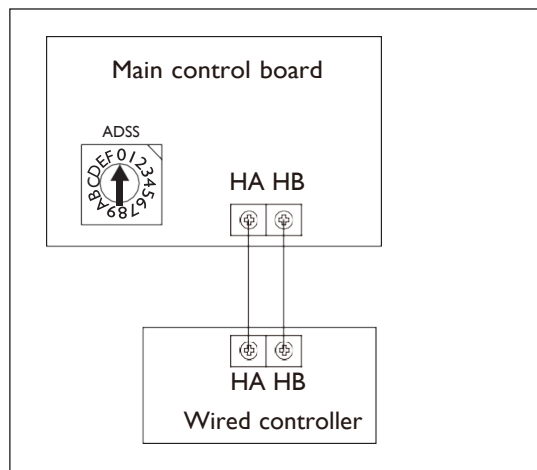 Main control board
ADSS
0123456789ABCDEF
HA HB
HA HB
Wired controller